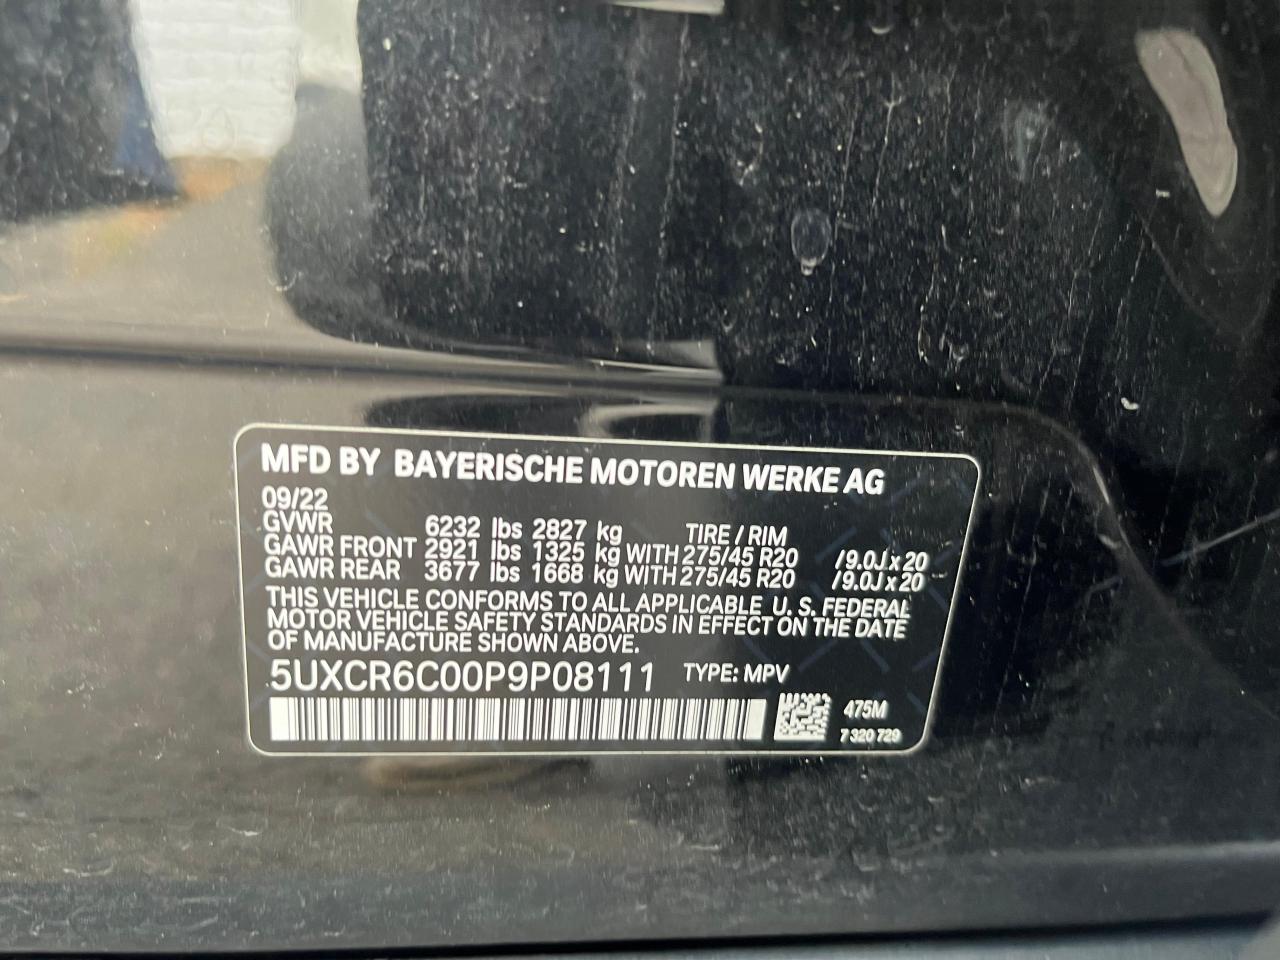 MFD BY BAYERISCHE MOTOREN WERKE AG
09/22
GVWR 6232 lbs 2827 kg TIRE / RIM
GAWR FRONT 2921 lbs 1325 kg WITH 275/45 R20 /9.0J x 20
GAWR REAR 3677 lbs 1668 kg WITH 275/45 R20 /9.0J x 20
THIS VEHICLE CONFORMS TO ALL APPLICABLE U. S. FEDERAL
MOTOR VEHICLE SAFETY STANDARDS IN EFFECT ON THE DATE
OF MANUFACTURE SHOWN ABOVE.
5UXCR6C00P9P08111 TYPE: MPV
475M
7 320 729